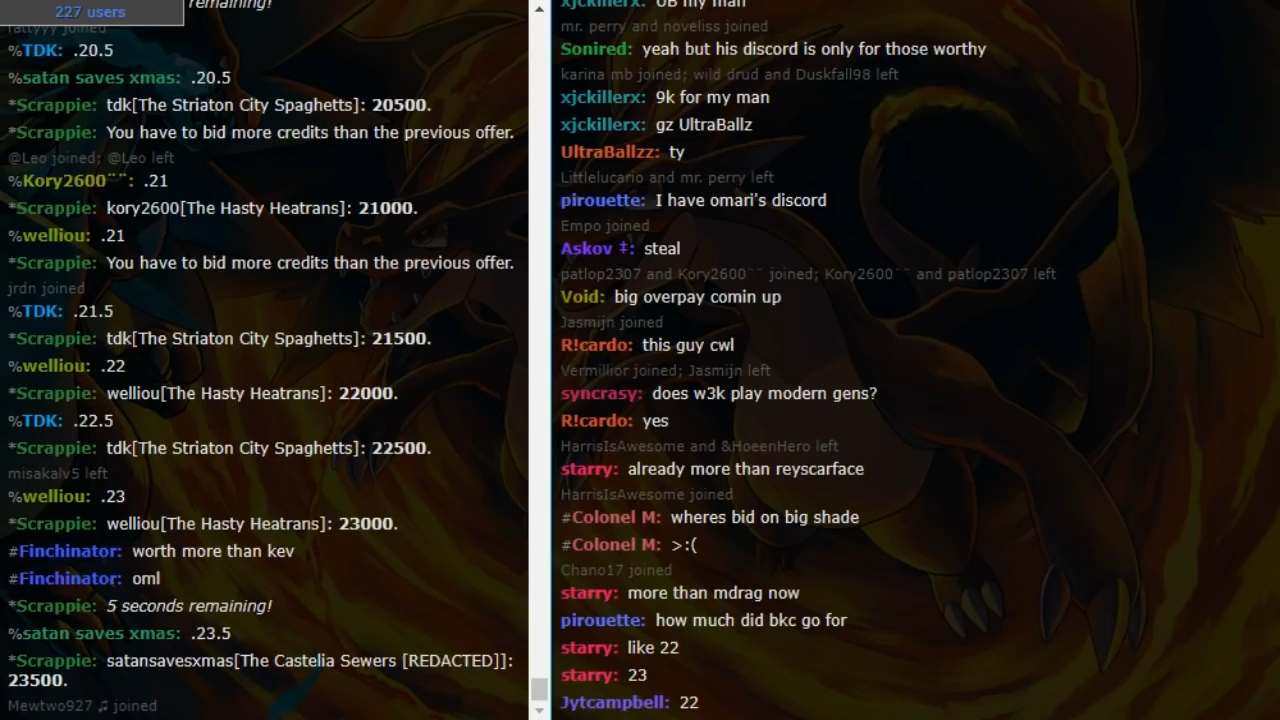 remaining!
227 users
rattyyy joined
%TDK: .20.5
%satan saves xmas: .20.5
*Scrappie: tdk[The Striaton City Spaghetts]: 20500.
*Scrappie: You have to bid more credits than the previous offer.
@Leo joined; @Leo left
%Kory2600¨¨: .21
*Scrappie: kory2600[The Hasty Heatrans]: 21000.
%welliou: .21
*Scrappie: You have to bid more credits than the previous offer.
jrdn joined
%TDK: .21.5
*Scrappie: tdk[The Striaton City Spaghetts]: 21500.
%welliou: .22
*Scrappie: welliou[The Hasty Heatrans]: 22000.
%TDK: .22.5
*Scrappie: tdk[The Striaton City Spaghetts]: 22500.
misakalv5 left
%welliou: .23
*Scrappie: welliou[The Hasty Heatrans]: 23000.
#Finchinator: worth more than kev
#Finchinator: oml
*Scrappie: 5 seconds remaining!
%satan saves xmas: .23.5
*Scrappie: satansavesxmas[The Castelia Sewers [REDACTED]]:
23500.
Mewtwo927 ♫ joined
xjckillerx: OB my man
mr. perry and noveliss joined
Sonired: yeah but his discord is only for those worthy
karina mb joined; wild drud and Duskfall98 left
xjckillerx: 9k for my man
xjckillerx: gz UltraBallz
UltraBallzz: ty
Littlelucario and mr. perry left
pirouette: I have omari's discord
Empo joined
Askov ‡: steal
patlop2307 and Kory2600¨¨ joined; Kory2600¨¨ and patlop2307 left
Void: big overpay comin up
Jasmijn joined
R!cardo: this guy cwl
Vermillior joined; Jasmijn left
syncrasy: does w3k play modern gens?
R!cardo: yes
HarrisIsAwesome and &HoeenHero left
starry: already more than reyscarface
HarrisIsAwesome joined
#Colonel M: wheres bid on big shade
#Colonel M: >:(
Chano17 joined
starry: more than mdrag now
pirouette: how much did bkc go for
starry: like 22
starry: 23
Jytcampbell: 22